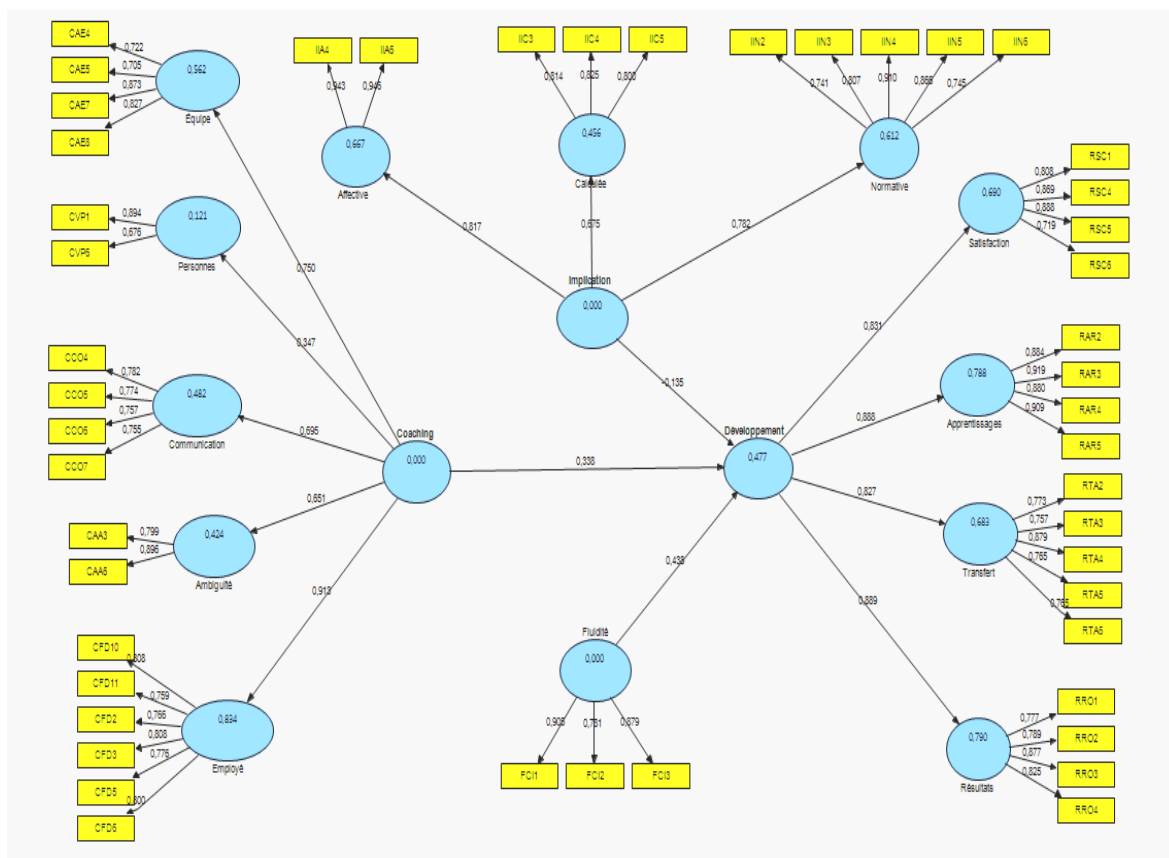 CAE4
CAE5
CAE7
CAE8
0,722
0,705
0,873
0,827
0,562
Équipe
IIA4
IIA5
0,943
0,946
0,667
Affective
IIC3
IIC4
IIC5
0,814
0,825
0,800
0,456
Calculée
IIN2
IIN3
IIN4
IIN5
IIN6
0,741
0,807
0,910
0,868
0,745
0,612
Normative
RSC1
RSC4
RSC5
RSC6
0,808
0,869
0,888
0,719
0,690
Satisfaction
CVP1
CVP5
0,894
0,676
0,121
Personnes
0,817
0,675
0,782
Implication
0,000
0,750
0,347
0,831
-0,135
RAR2
RAR3
RAR4
RAR5
0,884
0,919
0,880
0,909
0,788
Apprentissages
CCO4
CCO5
CCO6
CCO7
0,782
0,774
0,757
0,755
0,482
Communication
0,695
Coaching
0,000
0,338
Développement
0,477
0,888
0,827
RTA2
RTA3
RTA4
RTA5
RTA6
0,773
0,757
0,879
0,765
0,683
Transfert
CAA3
CAA5
0,799
0,896
0,424
Ambiguïté
0,651
0,913
0,889
Fluidité
0,000
0,781
0,879
FCI1
FCI2
FCI3
CFD10
CFD11
CFD2
CFD3
CFD5
CFD6
0,808
0,759
0,766
0,808
0,776
0,800
0,834
Employé
RRO1
RRO2
RRO3
RRO4
0,777
0,789
0,877
0,825
0,790
Résultats